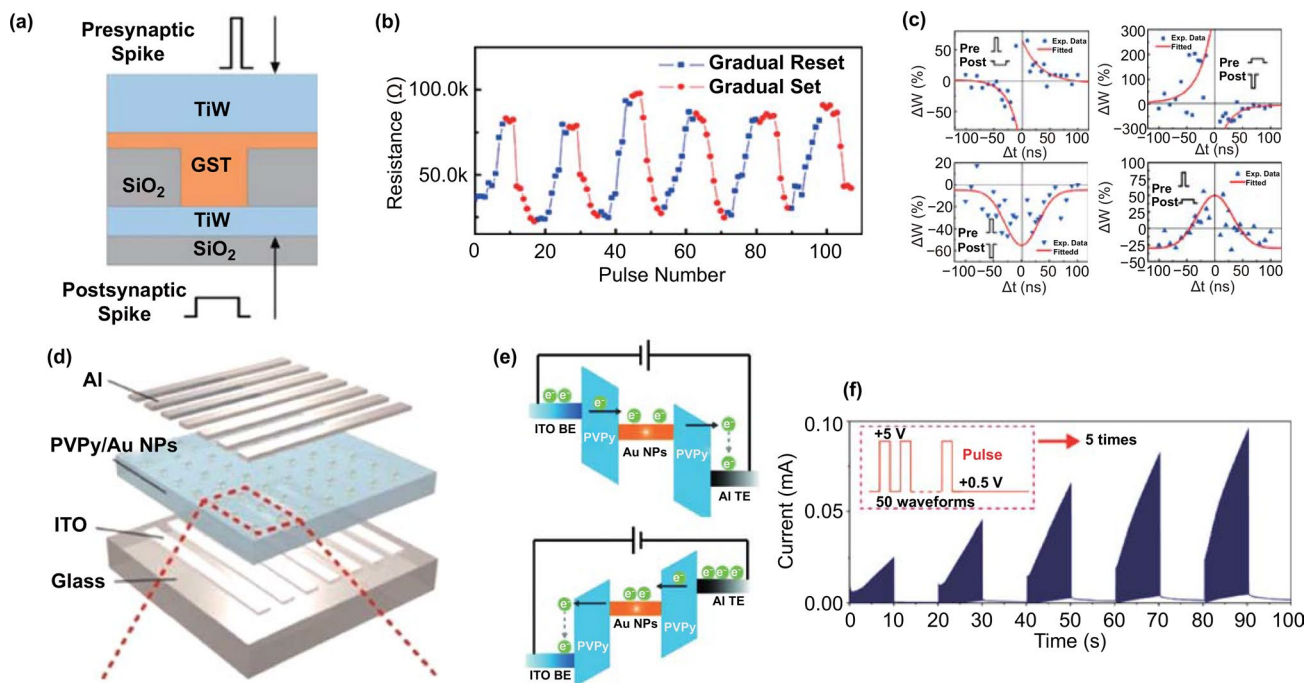 (a)
Presynaptic
Spike
TiW
GST
SiO2
TiW
SiO2
Postsynaptic
Spike
(b)
Resistance (Ω)
100.0k
50.0k
Gradual Reset
Gradual Set
0 20 40 60 80 100
Pulse Number
(c)
ΔW (%)
50
0
−50
Pre
Post
Exp. Data
Fitted
−100 −50 0 50 100
Δt (ns)
ΔW (%)
300
200
100
0
−300
Exp. Data
Fitted
Pre
Post
−100 −50 0 50 100
Δt (ns)
ΔW (%)
20
0
−20
−40
−60
Pre
Post
Exp. Data
Fittedd
−100 −50 0 50 100
Δt (ns)
ΔW (%)
100
75
50
25
0
−25
−50
Pre
Post
Exp. Data
Fitted
−100 −50 0 50 100
Δt (ns)
(d)
Al
PVPy/Au NPs
ITO
Glass
(e)
e− e−
ITO BE
e−
PVPy
e− e−
Au NPs
PVPy
e−
e−
Al TE
e−
e−
ITO BE
PVPy
e− e−
Au NPs
e−
PVPy
e− e− e−
Al TE
(f)
Current (mA)
0.10
0.05
0.00
+5 V
Pulse
+0.5 V
50 waveforms
5 times
0 10 20 30 40 50 60 70 80 90 100
Time (s)